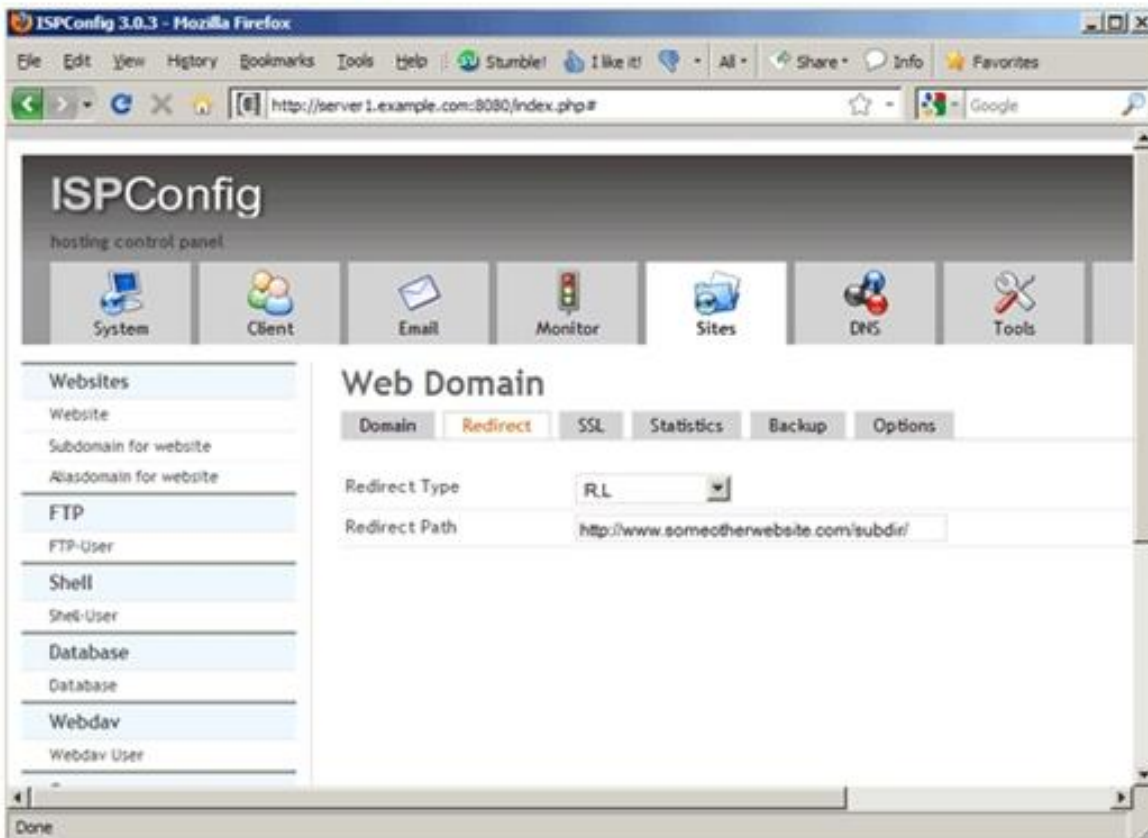 ISPConfig 3.0.3 - Mozilla Firefox
File Edit View History Bookmarks Tools Help Stumble! I like it! All Share Info Favorites
http://server1.example.com:8080/index.php# Google
ISPConfig
hosting control panel
System Client Email Monitor Sites DNS Tools
Websites
Website
Subdomain for website
Aliasdomain for website
FTP
FTP-User
Shell
Shell-User
Database
Database
Webdav
Webdav User
Web Domain
Domain Redirect SSL Statistics Backup Options
Redirect Type R,L
Redirect Path http://www.someotherwebsite.com/subdir/
Done